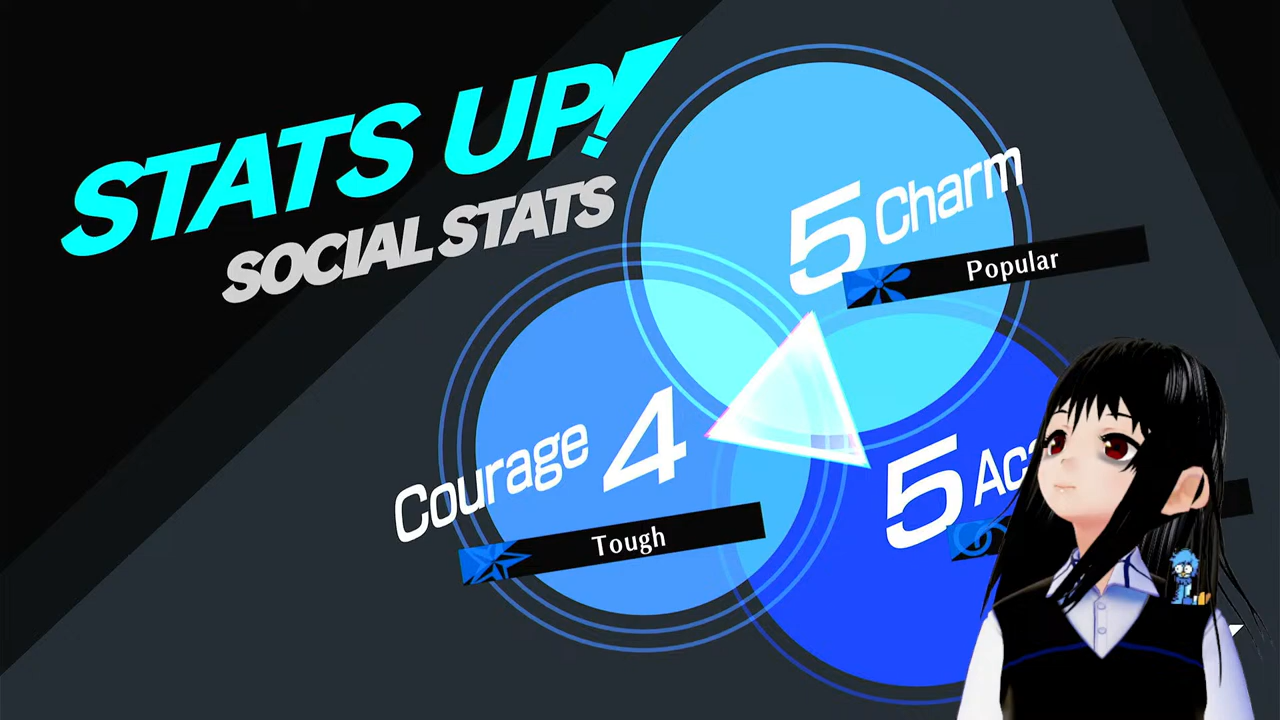 STATS UP!
SOCIAL STATS
5 Charm
Popular
Courage 4
Tough
5